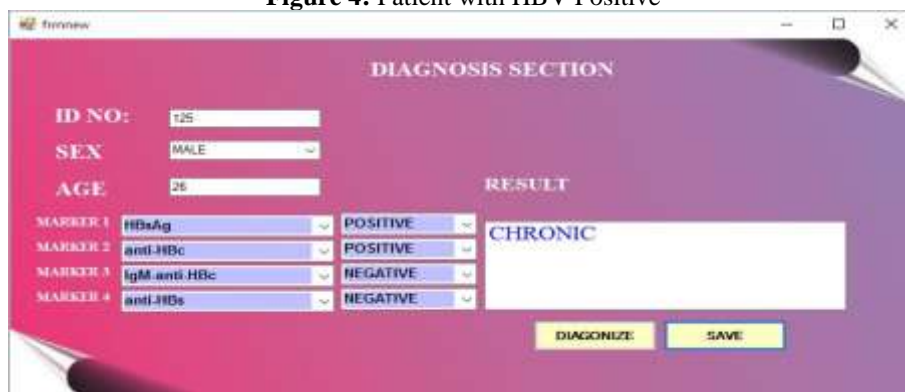 Figure 4: Patient with HBV Positive
frmnew
DIAGNOSIS SECTION
ID NO: 125
SEX MALE
AGE 26
RESULT
MARKER 1 HBsAg POSITIVE
CHRONIC
MARKER 2 anti-HBc POSITIVE
MARKER 3 IgM-anti-HBc NEGATIVE
MARKER 4 anti-HBs NEGATIVE
DIAGONIZE SAVE